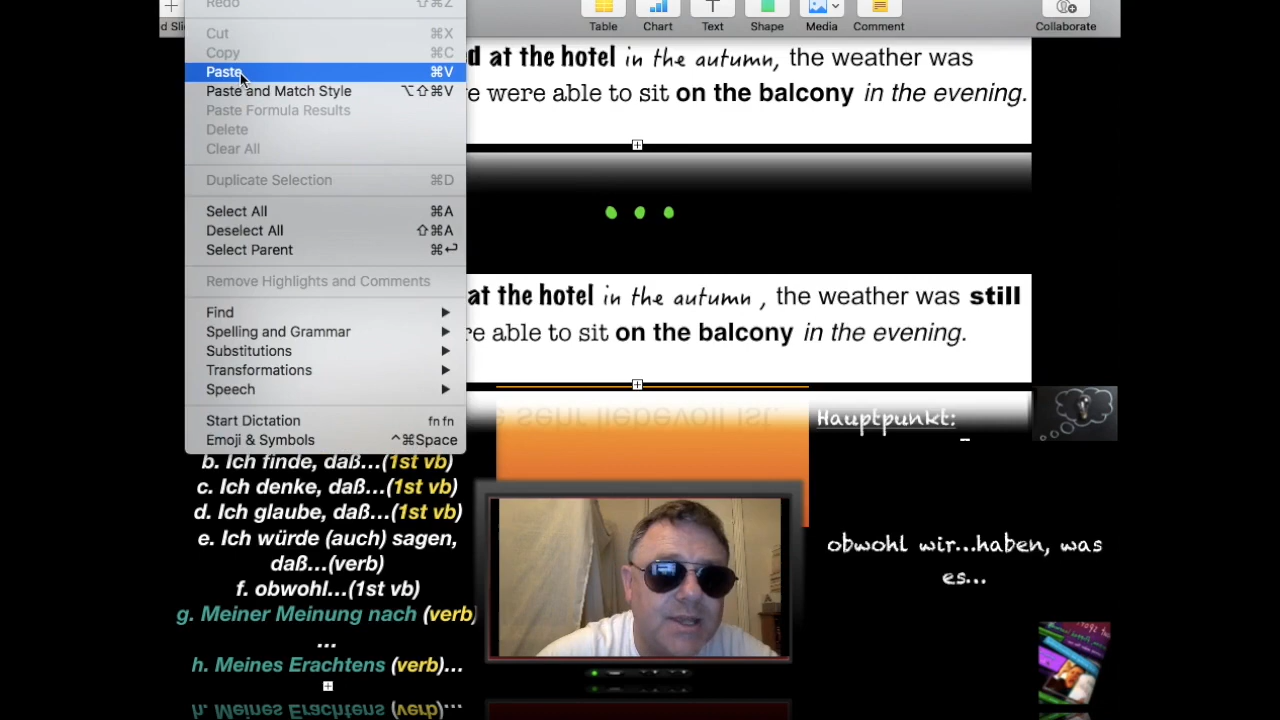 Redo ⇧⌘Z
Cut ⌘X
Copy ⌘C
Paste ⌘V
Paste and Match Style ⌥⇧⌘V
Paste Formula Results
Delete
Clear All
Duplicate Selection ⌘D
Select All ⌘A
Deselect All ⇧⌘A
Select Parent ⌘↩
Remove Highlights and Comments
Find
Spelling and Grammar
Substitutions
Transformations
Speech
Start Dictation fn fn
Emoji & Symbols ^⌘Space
Table Chart Text Shape Media Comment Collaborate
at the hotel in the autumn, the weather was
were able to sit on the balcony in the evening.
at the hotel in the autumn , the weather was still
able to sit on the balcony in the evening.
sehr liebevoll ist.
Hauptpunkt:
b. Ich finde, daß...(1st vb)
c. Ich denke, daß...(1st vb)
d. Ich glaube, daß...(1st vb)
e. Ich würde (auch) sagen,
daß...(verb)
f. obwohl...(1st vb)
g. Meiner Meinung nach (verb)
...
h. Meines Erachtens (verb)...
obwohl wir...haben, was
es...
h. Meines Erachtens (verb)...